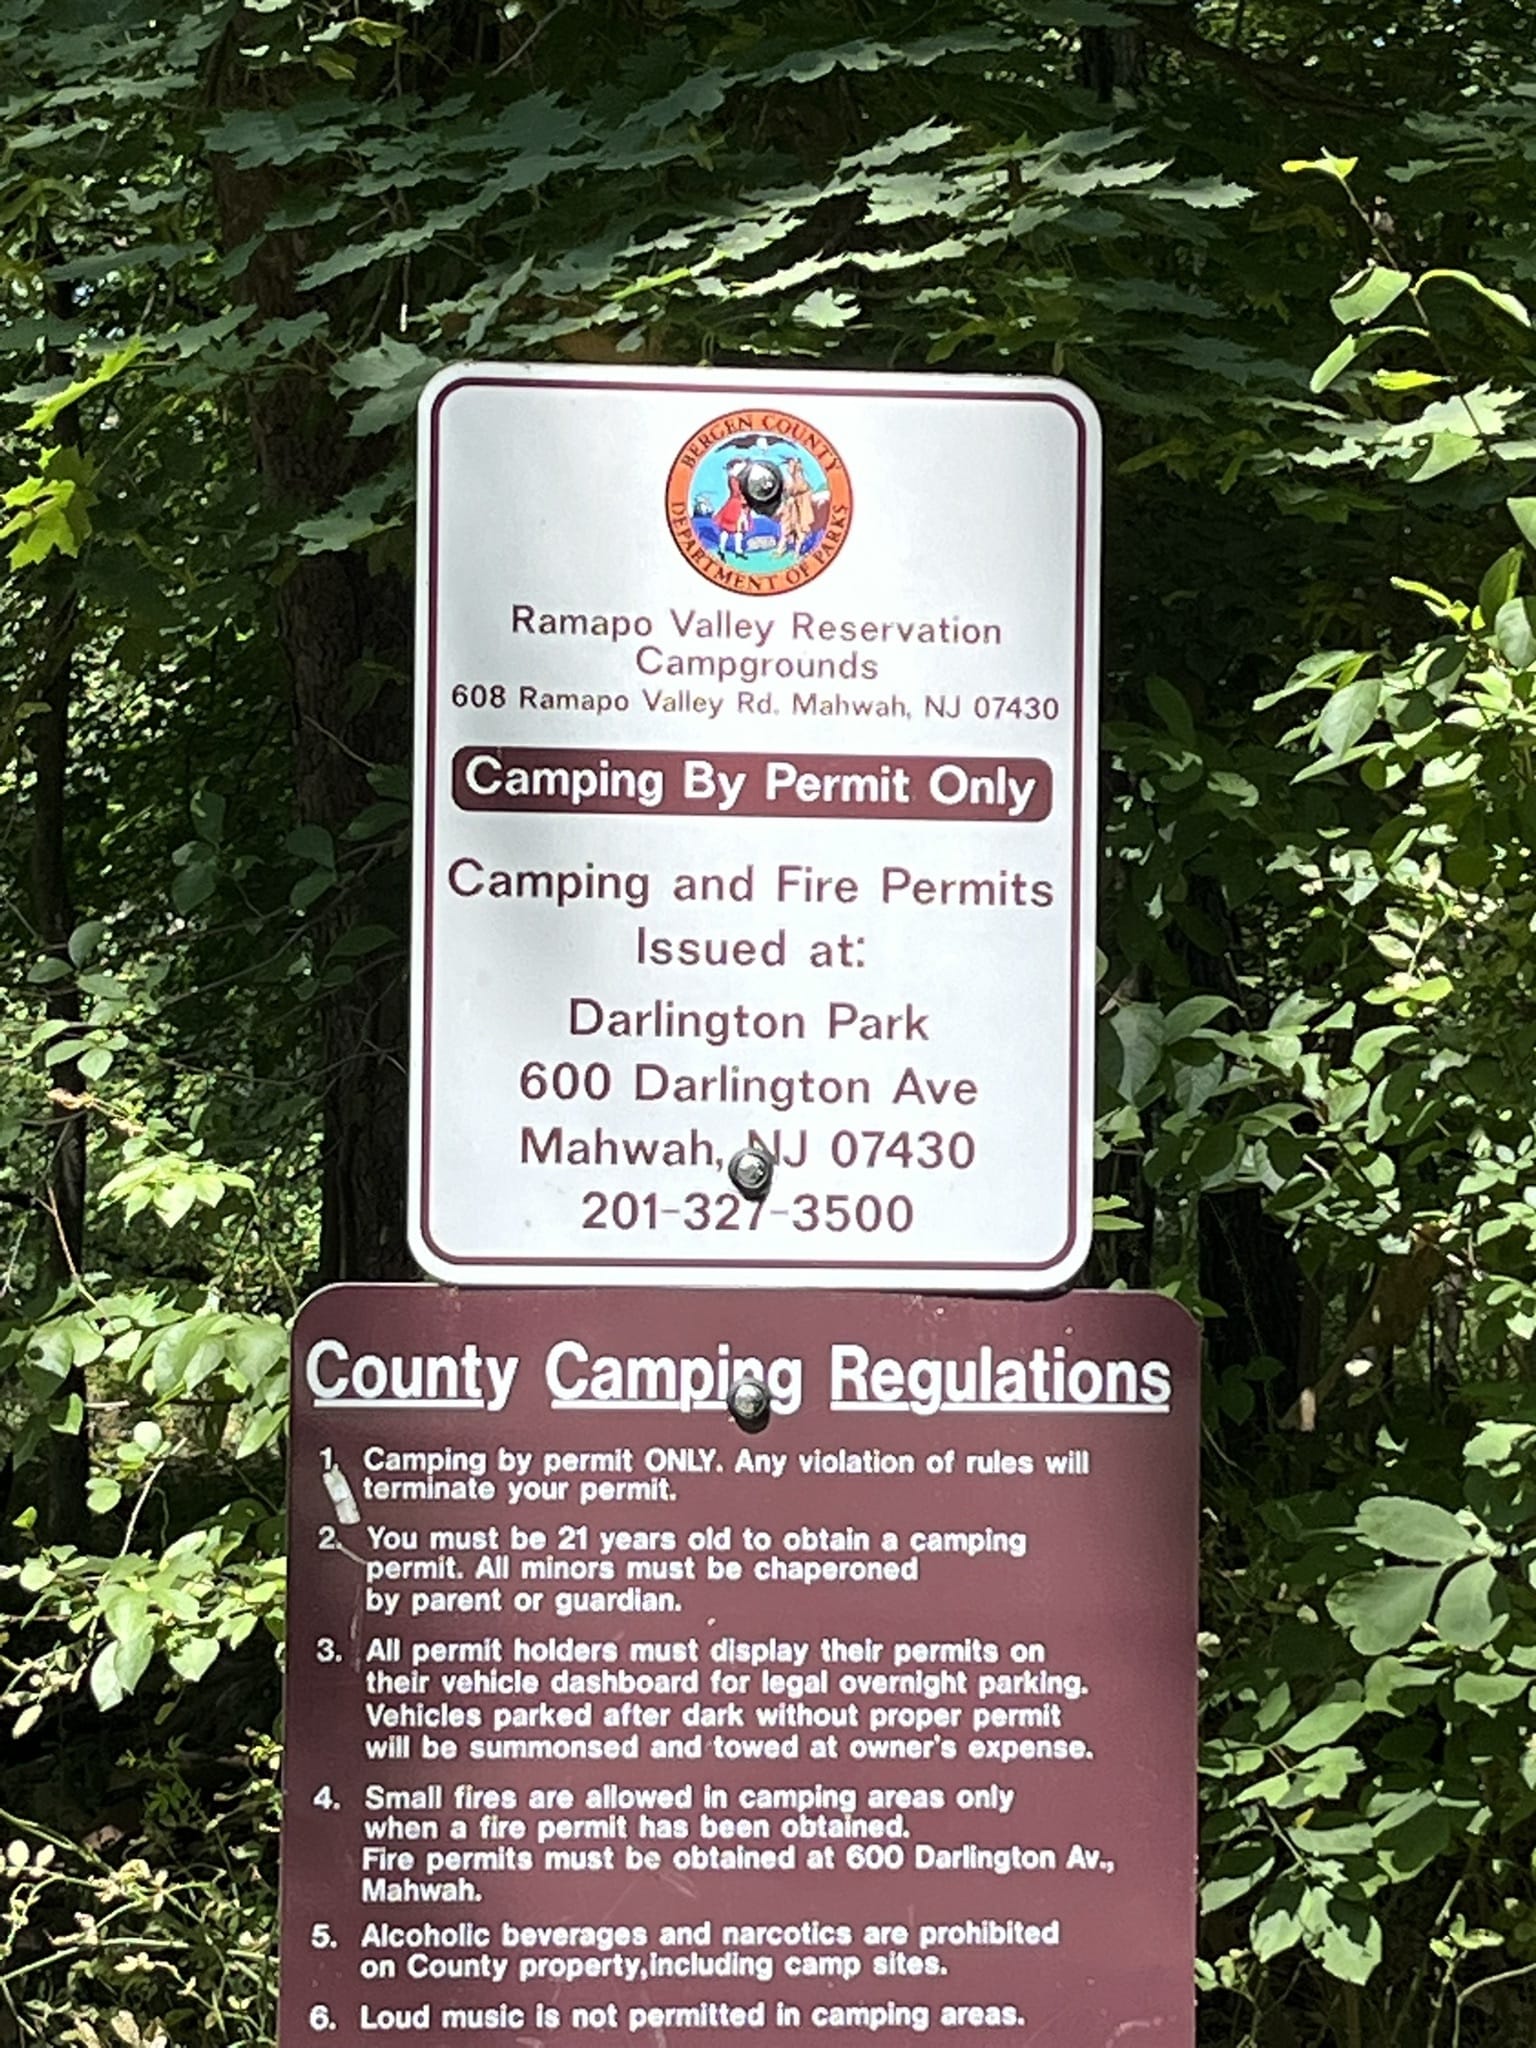 BERGEN COUNTY
DEPARTMENT OF PARKS
Ramapo Valley Reservation
Campgrounds
608 Ramapo Valley Rd. Mahwah, NJ 07430
Camping By Permit Only
Camping and Fire Permits
Issued at:
Darlington Park
600 Darlington Ave
Mahwah, NJ 07430
201-327-3500
County Camping Regulations
1. Camping by permit ONLY. Any violation of rules will
terminate your permit.
2. You must be 21 years old to obtain a camping
permit. All minors must be chaperoned
by parent or guardian.
3. All permit holders must display their permits on
their vehicle dashboard for legal overnight parking.
Vehicles parked after dark without proper permit
will be summonsed and towed at owner's expense.
4. Small fires are allowed in camping areas only
when a fire permit has been obtained.
Fire permits must be obtained at 600 Darlington Av.,
Mahwah.
5. Alcoholic beverages and narcotics are prohibited
on County property,including camp sites.
6. Loud music is not permitted in camping areas.